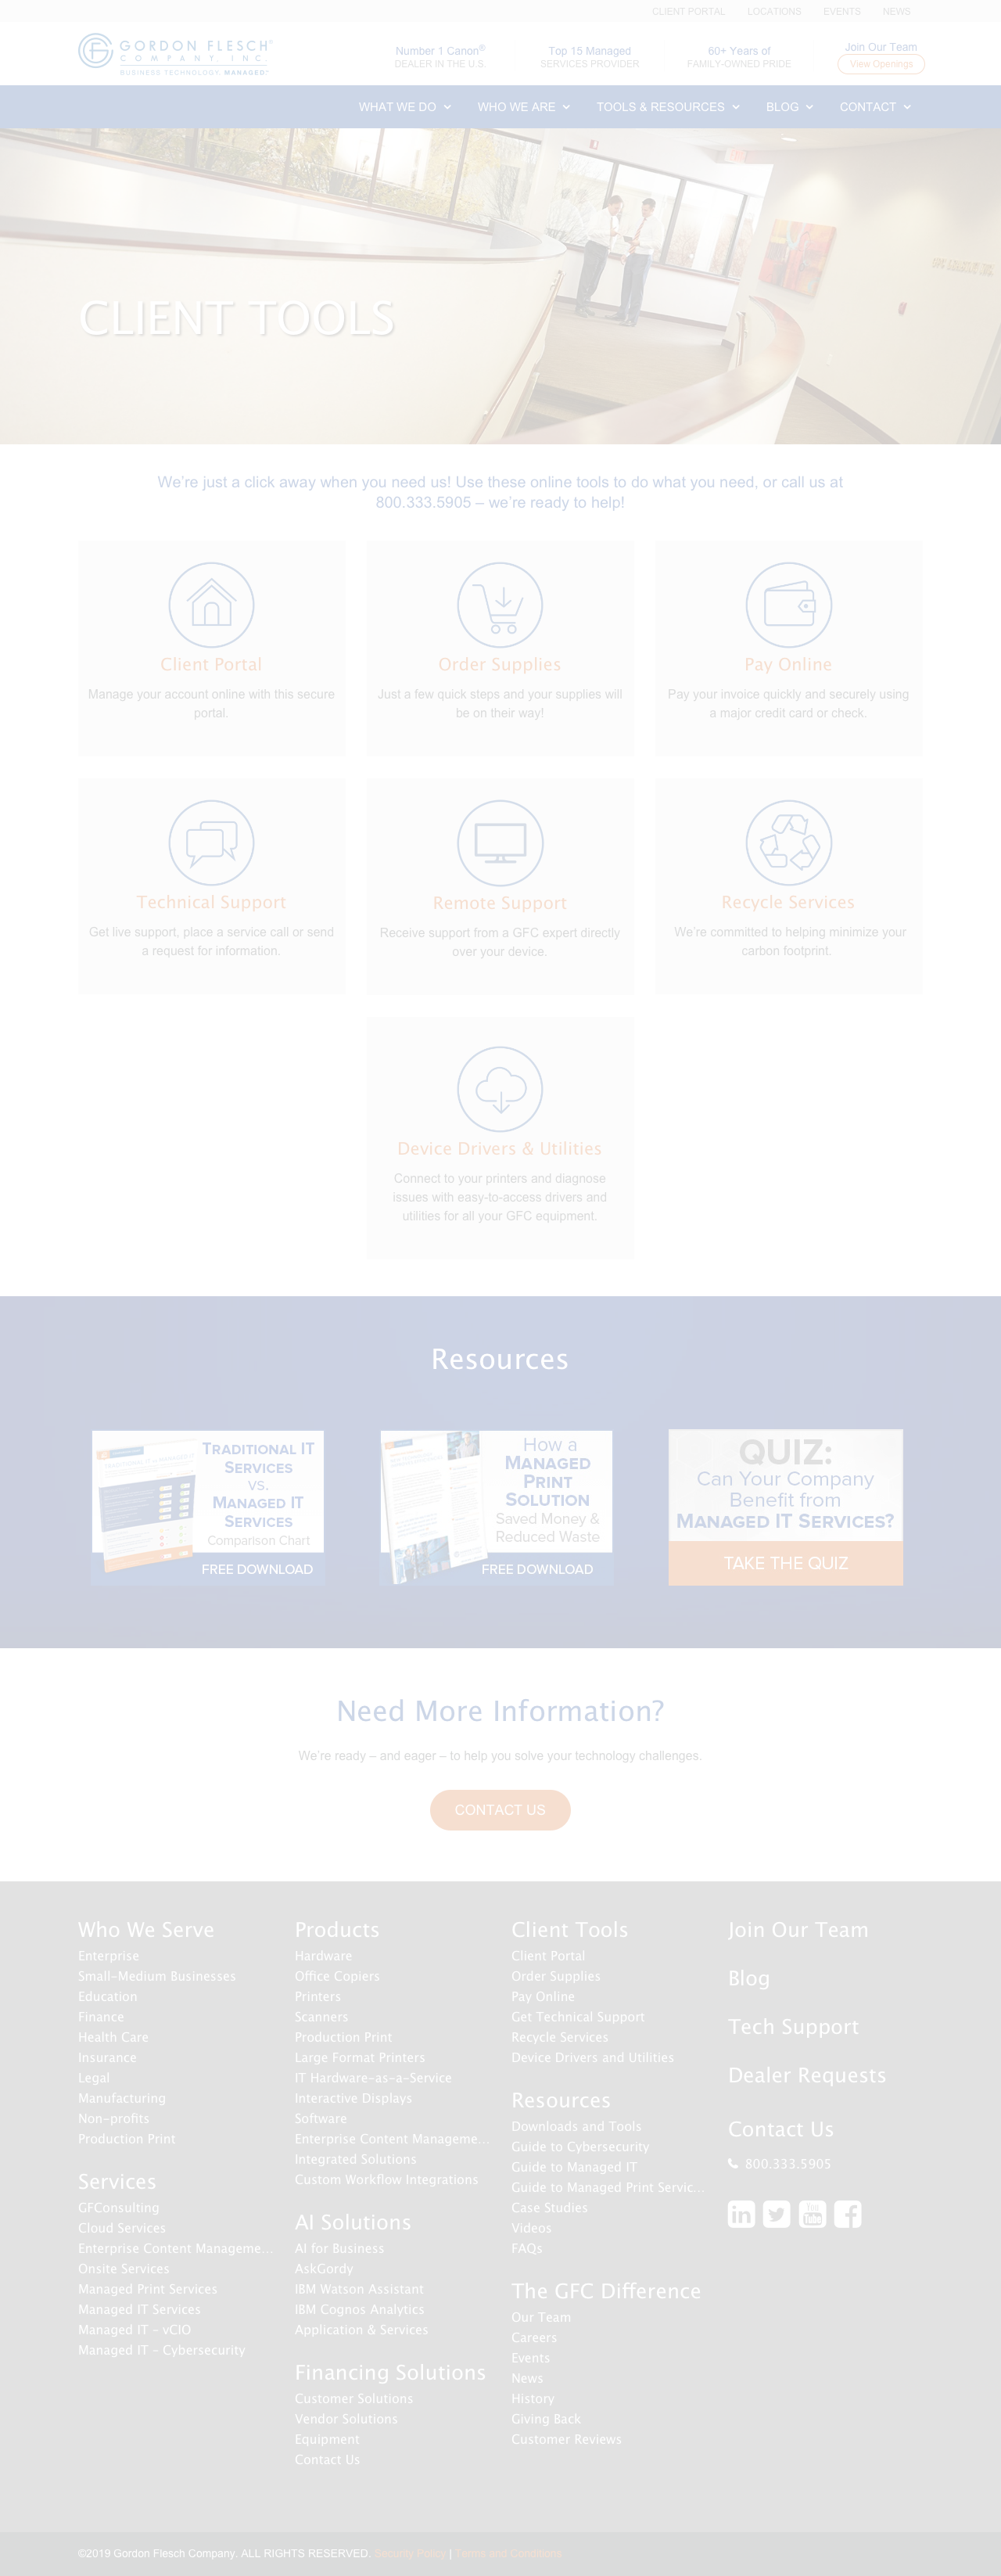 CLIENT PORTAL LOCATIONS EVENTS NEWS
GORDON FLESCH®
COMPANY, INC.
BUSINESS TECHNOLOGY, MANAGED℠
Number 1 Canon®
DEALER IN THE U.S.
Top 15 Managed
SERVICES PROVIDER
60+ Years of
FAMILY-OWNED PRIDE
Join Our Team
View Openings
WHAT WE DO WHO WE ARE TOOLS & RESOURCES BLOG CONTACT
CLIENT TOOLS
We’re just a click away when you need us! Use these online tools to do what you need, or call us at
800.333.5905 – we’re ready to help!
Client Portal
Manage your account online with this secure
portal.
Order Supplies
Just a few quick steps and your supplies will
be on their way!
Pay Online
Pay your invoice quickly and securely using
a major credit card or check.
Technical Support
Get live support, place a service call or send
a request for information.
Remote Support
Receive support from a GFC expert directly
over your device.
Recycle Services
We’re committed to helping minimize your
carbon footprint.
Device Drivers & Utilities
Connect to your printers and diagnose
issues with easy-to-access drivers and
utilities for all your GFC equipment.
Resources
TRADITIONAL IT
SERVICES
VS.
MANAGED IT
SERVICES
Comparison Chart
FREE DOWNLOAD
How a
MANAGED
PRINT
SOLUTION
Saved Money &
Reduced Waste
FREE DOWNLOAD
QUIZ:
Can Your Company
Benefit from
MANAGED IT SERVICES?
TAKE THE QUIZ
Need More Information?
We’re ready – and eager – to help you solve your technology challenges.
CONTACT US
Who We Serve
Enterprise
Small-Medium Businesses
Education
Finance
Health Care
Insurance
Legal
Manufacturing
Non-profits
Production Print
Services
GFConsulting
Cloud Services
Enterprise Content Manageme...
Onsite Services
Managed Print Services
Managed IT Services
Managed IT - vCIO
Managed IT - Cybersecurity
Products
Hardware
Office Copiers
Printers
Scanners
Production Print
Large Format Printers
IT Hardware-as-a-Service
Interactive Displays
Software
Enterprise Content Manageme...
Integrated Solutions
Custom Workflow Integrations
AI Solutions
AI for Business
AskGordy
IBM Watson Assistant
IBM Cognos Analytics
Application & Services
Financing Solutions
Customer Solutions
Vendor Solutions
Equipment
Contact Us
Client Tools
Client Portal
Order Supplies
Pay Online
Get Technical Support
Recycle Services
Device Drivers and Utilities
Resources
Downloads and Tools
Guide to Cybersecurity
Guide to Managed IT
Guide to Managed Print Servic...
Case Studies
Videos
FAQs
The GFC Difference
Our Team
Careers
Events
News
History
Giving Back
Customer Reviews
Join Our Team
Blog
Tech Support
Dealer Requests
Contact Us
800.333.5905
©2019 Gordon Flesch Company. ALL RIGHTS RESERVED. Security Policy | Terms and Conditions